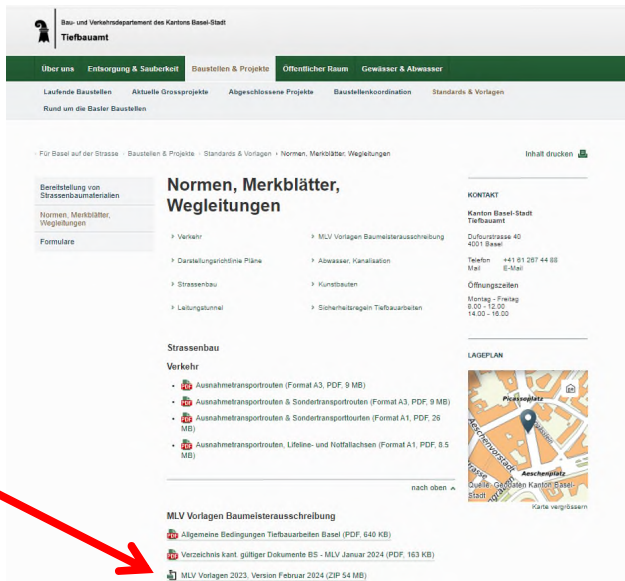 Bau- und Verkehrsdepartement des Kantons Basel-Stadt
Tiefbauamt
Über uns Entsorgung & Sauberkeit Baustellen & Projekte Öffentlicher Raum Gewässer & Abwasser
Laufende Baustellen Aktuelle Grossprojekte Abgeschlossene Projekte Baustellenkoordination Standards & Vorlagen
Rund um die Basler Baustellen
Für Basel auf der Strasse › Baustellen & Projekte › Standards & Vorlagen › Normen, Merkblätter, Wegleitungen
Inhalt drucken
Bereitstellung von
Strassenbaumaterialien
Normen, Merkblätter,
Wegleitungen
Formulare
Normen, Merkblätter,
Wegleitungen
› Verkehr
› MLV Vorlagen Baumeisterausschreibung
› Darstellungsrichtlinie Pläne
› Abwasser, Kanalisation
› Strassenbau
› Kunstbauten
› Leitungstunnel
› Sicherheitsregeln Tiefbauarbeiten
Strassenbau
Verkehr
• Ausnahmetransportrouten (Format A3, PDF, 9 MB)
• Ausnahmetransportrouten & Sondertransportrouten (Format A3, PDF, 9 MB)
• Ausnahmetransportrouten & Sondertransporttourten (Format A1, PDF, 26
MB)
• Ausnahmetransportrouten, Lifeline- und Notfallachsen (Format A1, PDF, 8.5
MB)
nach oben
MLV Vorlagen Baumeisterausschreibung
Allgemeine Bedingungen Tiefbauarbeiten Basel (PDF, 640 KB)
Verzeichnis kant. gültiger Dokumente BS - MLV Januar 2024 (PDF, 163 KB)
MLV Vorlagen 2023, Version Februar 2024 (ZIP 54 MB)
KONTAKT
Kanton Basel-Stadt
Tiefbauamt
Dufourstrasse 40
4001 Basel
Telefon +41 61 267 44 88
Mail E-Mail
Öffnungszeiten
Montag - Freitag
8.00 - 12.00
14.00 - 16.00
LAGEPLAN
Picassoplatz
Aeschenvorstadt
Aeschenplatz
Quelle: Geodaten Kanton Basel-
Stadt
Karte vergrössern